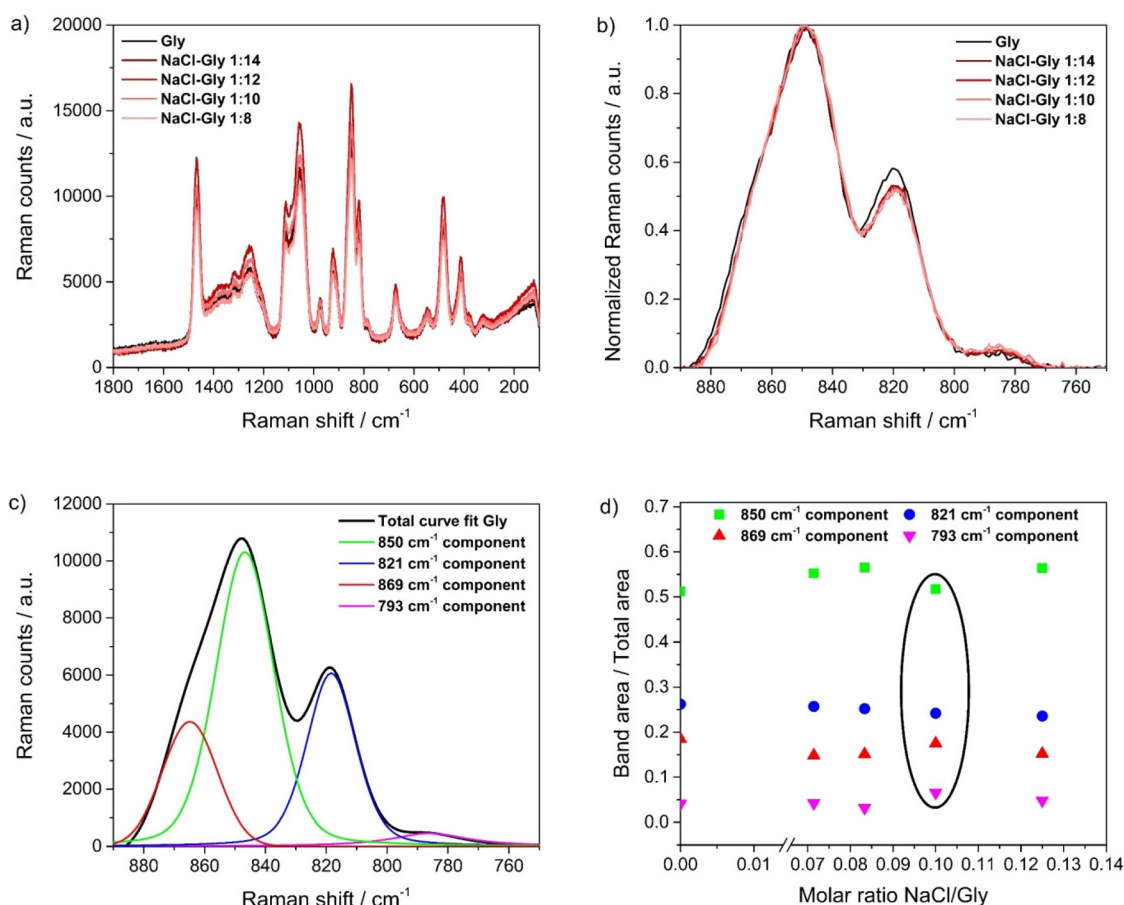 a)
20000
15000
10000
5000
0
Raman counts / a.u.
Gly
NaCl-Gly 1:14
NaCl-Gly 1:12
NaCl-Gly 1:10
NaCl-Gly 1:8
1800 1600 1400 1200 1000 800 600 400 200
Raman shift / cm⁻¹
b)
1.0
0.8
0.6
0.4
0.2
0.0
Normalized Raman counts / a.u.
Gly
NaCl-Gly 1:14
NaCl-Gly 1:12
NaCl-Gly 1:10
NaCl-Gly 1:8
880 860 840 820 800 780 760
Raman shift / cm⁻¹
c)
12000
10000
8000
6000
4000
2000
0
Raman counts / a.u.
Total curve fit Gly
850 cm⁻¹ component
821 cm⁻¹ component
869 cm⁻¹ component
793 cm⁻¹ component
880 860 840 820 800 780 760
Raman shift / cm⁻¹
d)
0.7
0.6
0.5
0.4
0.3
0.2
0.1
0.0
Band area / Total area
850 cm⁻¹ component 821 cm⁻¹ component
869 cm⁻¹ component 793 cm⁻¹ component
0.00 0.01 0.07 0.08 0.09 0.10 0.11 0.12 0.13 0.14
Molar ratio NaCl/Gly